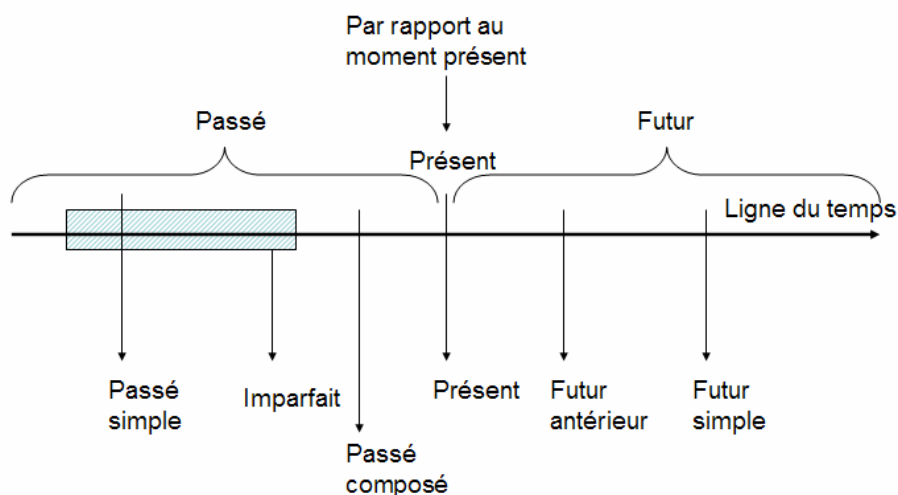 Par rapport au
moment présent
Passé
Futur
Présent
Ligne du temps
Passé
simple
Imparfait
Présent
Futur
antérieur
Futur
simple
Passé
composé